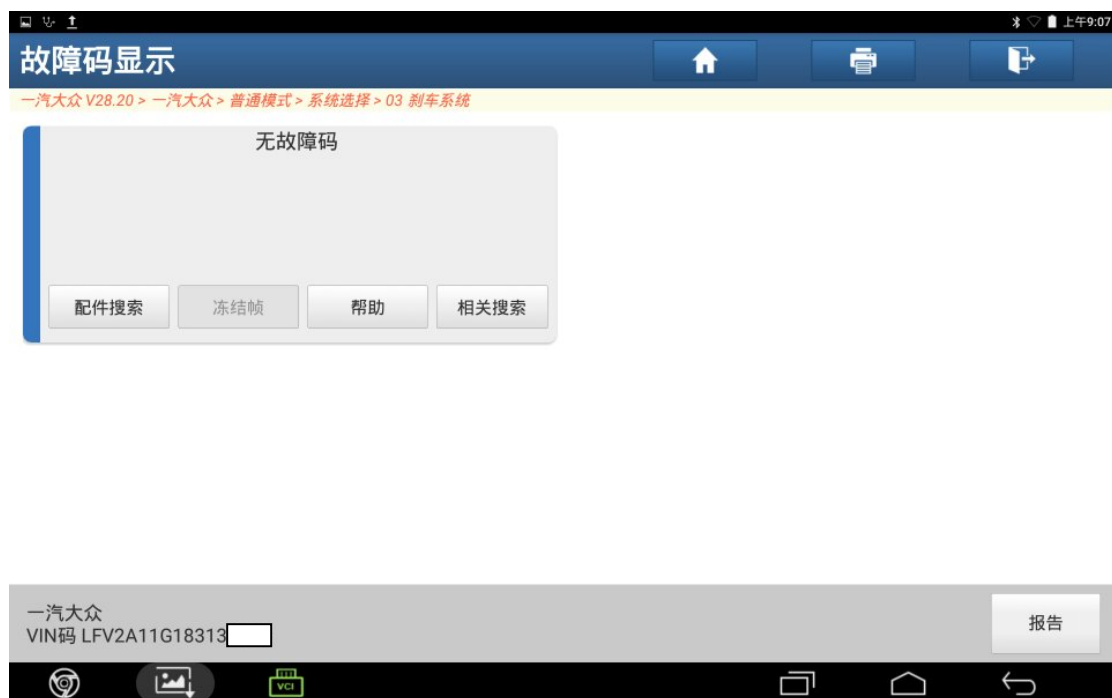 上午9:07
故障码显示
一汽大众 V28.20 > 一汽大众 > 普通模式 > 系统选择 > 03 刹车系统
无故障码
配件搜索 冻结帧 帮助 相关搜索
一汽大众
VIN码 LFV2A11G18313
报告
VCI